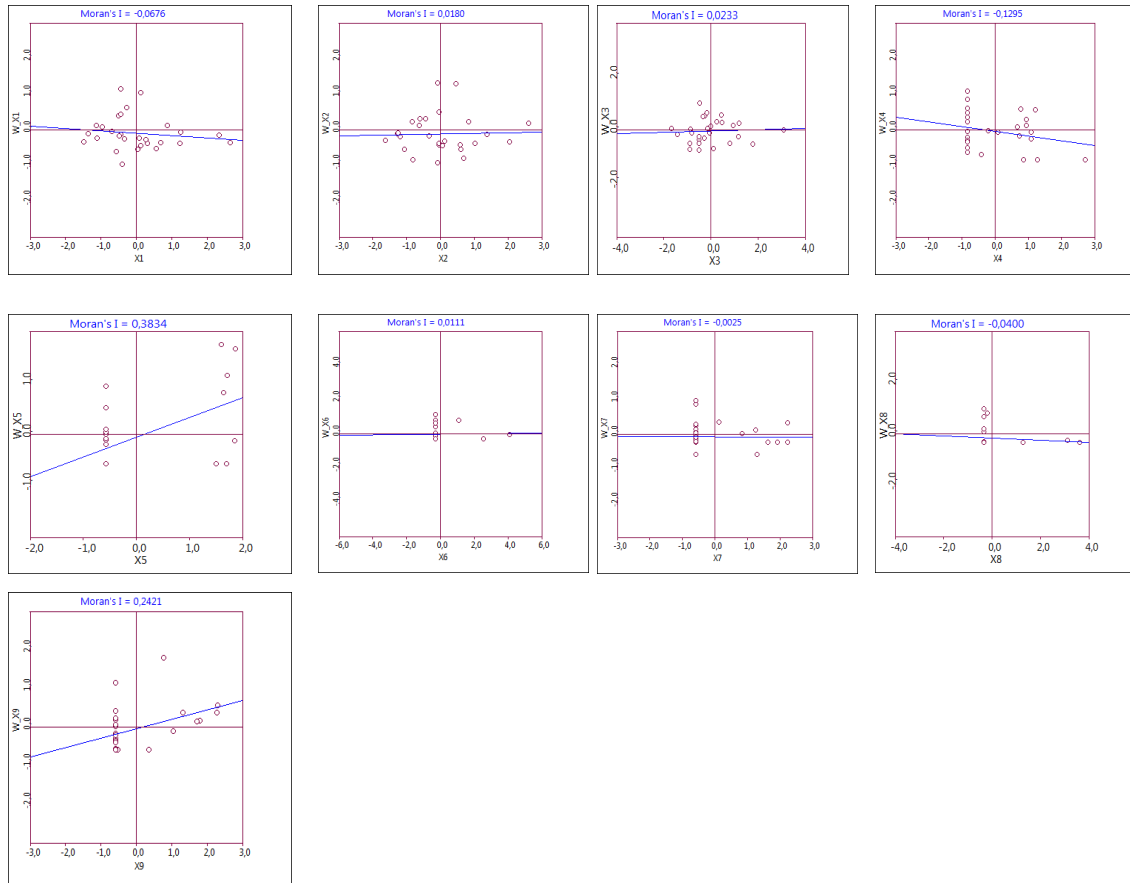 Moran's I = -0,0676
W_X1
2,0
1,0
0,0
-1,0
-2,0
-3,0 -2,0 -1,0 0,0 1,0 2,0 3,0
X1
Moran's I = 0,0180
W_X2
2,0
1,0
0,0
-1,0
-2,0
-3,0 -2,0 -1,0 0,0 1,0 2,0 3,0
X2
Moran's I = 0,0233
W_X3
2,0
0,0
-2,0
-4,0 -2,0 0,0 2,0 4,0
X3
Moran's I = -0,1295
W_X4
2,0
1,0
0,0
-1,0
-2,0
-3,0 -2,0 -1,0 0,0 1,0 2,0 3,0
X4
Moran's I = 0,3834
W_X5
1,0
0,0
-1,0
-2,0 -1,0 0,0 1,0 2,0
X5
Moran's I = 0,0111
W_X6
4,0
2,0
0,0
-2,0
-4,0
-6,0 -4,0 -2,0 0,0 2,0 4,0 6,0
X6
Moran's I = -0,0025
W_X7
2,0
1,0
0,0
-1,0
-2,0
-3,0 -2,0 -1,0 0,0 1,0 2,0 3,0
X7
Moran's I = -0,0400
W_X8
2,0
0,0
-2,0
-4,0 -2,0 0,0 2,0 4,0
X8
Moran's I = 0,2421
W_X9
2,0
1,0
0,0
-1,0
-2,0
-3,0 -2,0 -1,0 0,0 1,0 2,0 3,0
X9